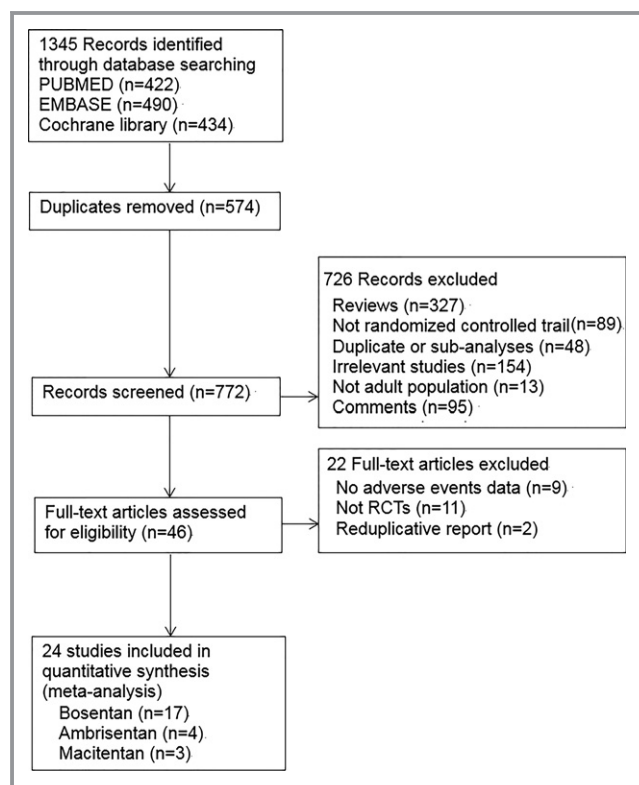 1345 Records identified
through database searching
PUBMED (n=422)
EMBASE (n=490)
Cochrane library (n=434)
Duplicates removed (n=574)
726 Records excluded
Reviews (n=327)
Not randomized controlled trail(n=89)
Duplicate or sub-analyses (n=48)
Irrelevant studies (n=154)
Not adult population (n=13)
Comments (n=95)
Records screened (n=772)
22 Full-text articles excluded
No adverse events data (n=9)
Not RCTs (n=11)
Reduplicative report (n=2)
Full-text articles assessed
for eligibility (n=46)
24 studies included in
quantitative synthesis
(meta-analysis)
Bosentan (n=17)
Ambrisentan (n=4)
Macitentan (n=3)